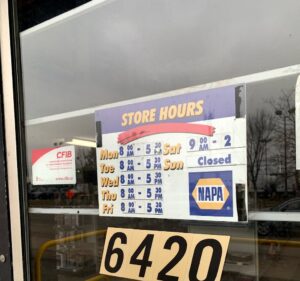 STORE HOURS
Mon 8 00 AM - 5 30 PM Sat 9 00 - 2
Tue 8 00 AM - 5 30 PM Sun Closed
Wed 8 00 AM - 5 30 PM
Thur 8 00 AM - 5 30 PM
Fri 8 00 AM - 5 30 PM
NAPA
CFIB
6420